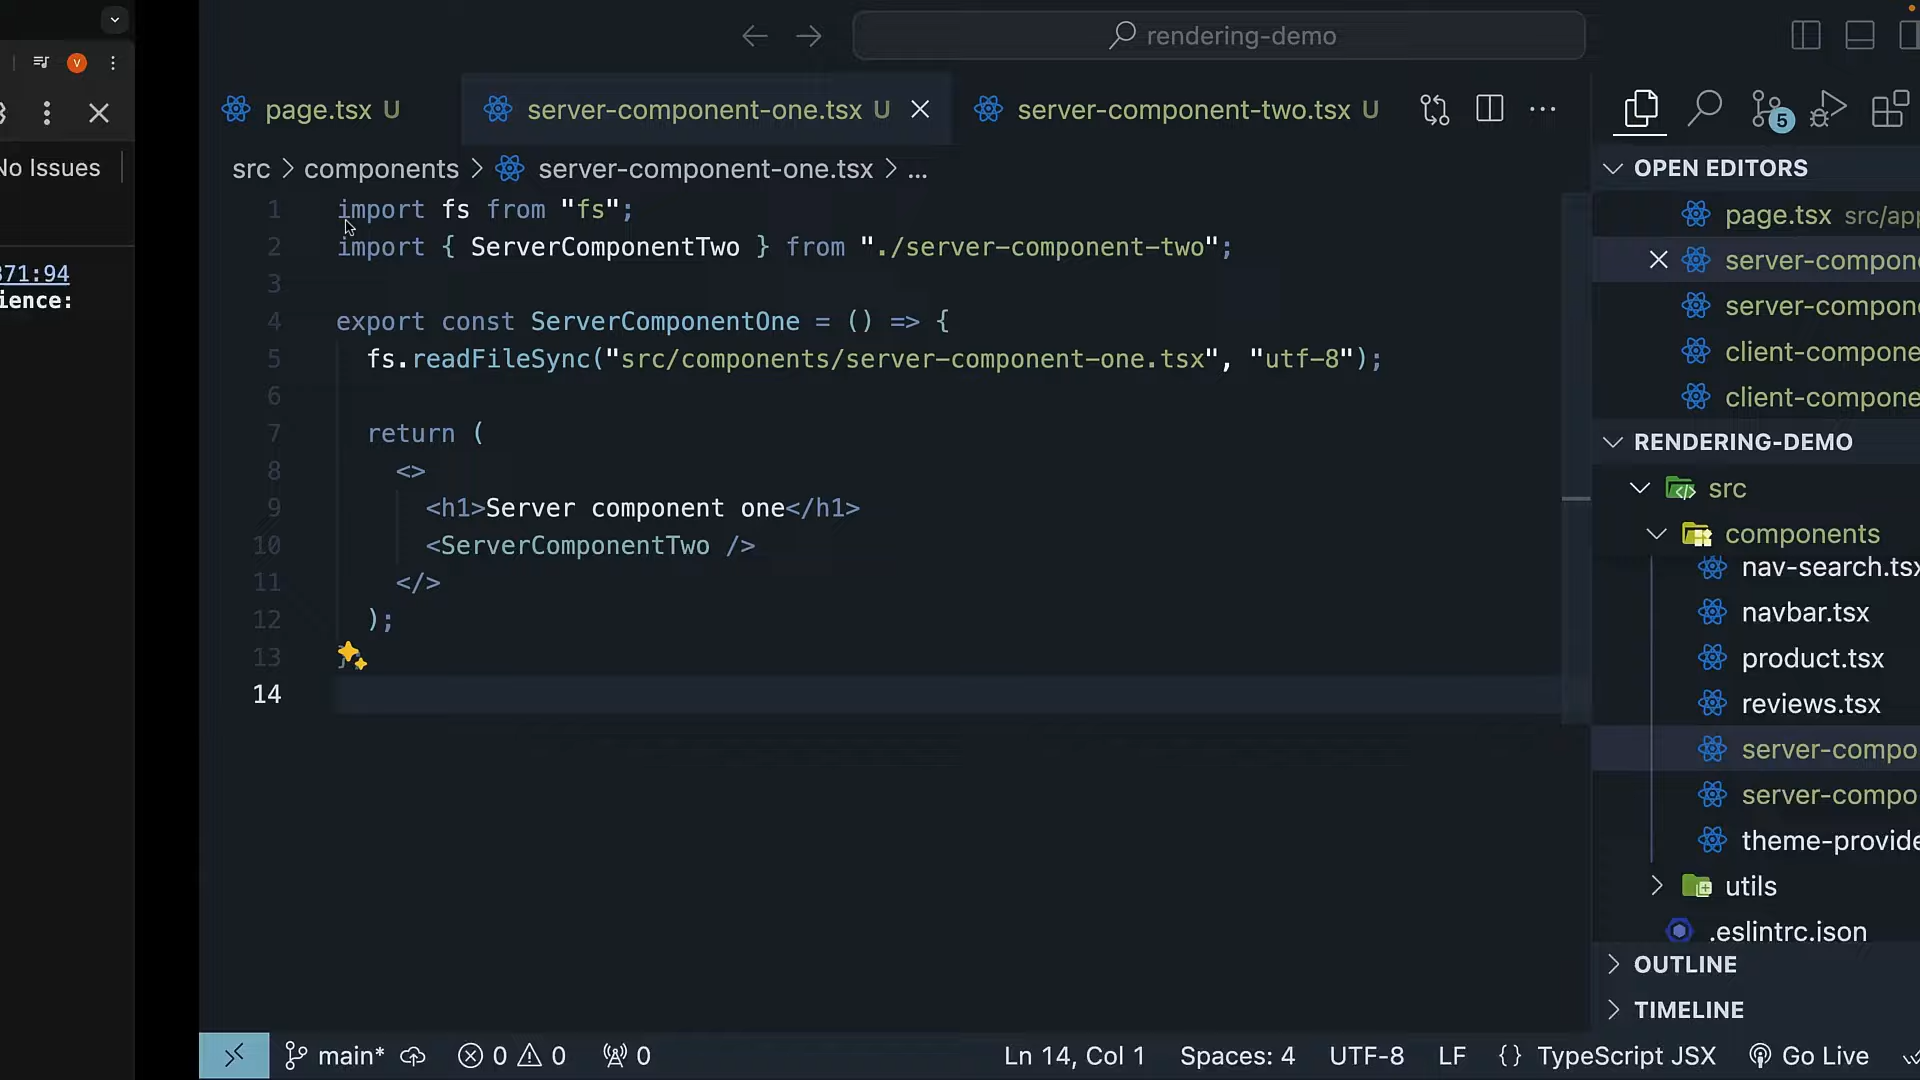 rendering-demo
V
page.tsx U
server-component-one.tsx U
server-component-two.tsx U
5
No Issues
371:94
ience:
src > components > server-component-one.tsx > ...
1 import fs from "fs";
2 import { ServerComponentTwo } from "./server-component-two";
3
4 export const ServerComponentOne = () => {
5 fs.readFileSync("src/components/server-component-one.tsx", "utf-8");
6
7 return (
8 <>
9 <h1>Server component one</h1>
10 <ServerComponentTwo />
11 </>
12 );
13
14
OPEN EDITORS
page.tsx src/app
server-compone
server-compone
client-compone
client-compone
RENDERING-DEMO
src
components
nav-search.tsx
navbar.tsx
product.tsx
reviews.tsx
server-compo
server-compo
theme-provide
utils
.eslintrc.json
OUTLINE
TIMELINE
main* 0 0 0
Ln 14, Col 1 Spaces: 4 UTF-8 LF {} TypeScript JSX Go Live